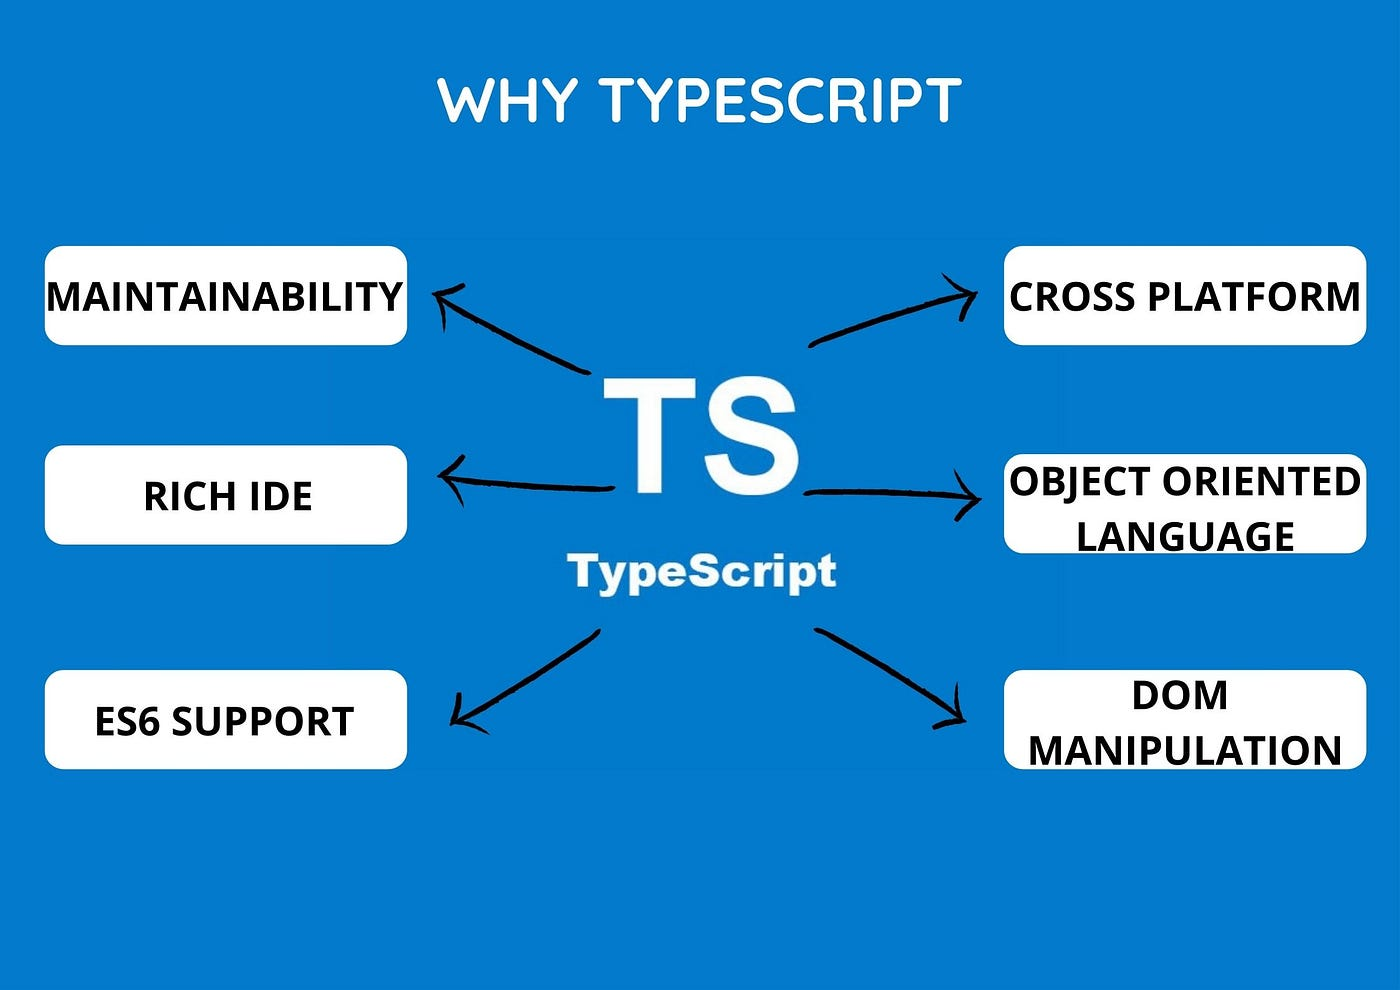 WHY TYPESCRIPT
MAINTAINABILITY
CROSS PLATFORM
TS
RICH IDE
OBJECT ORIENTED
LANGUAGE
TypeScript
ES6 SUPPORT
DOM
MANIPULATION